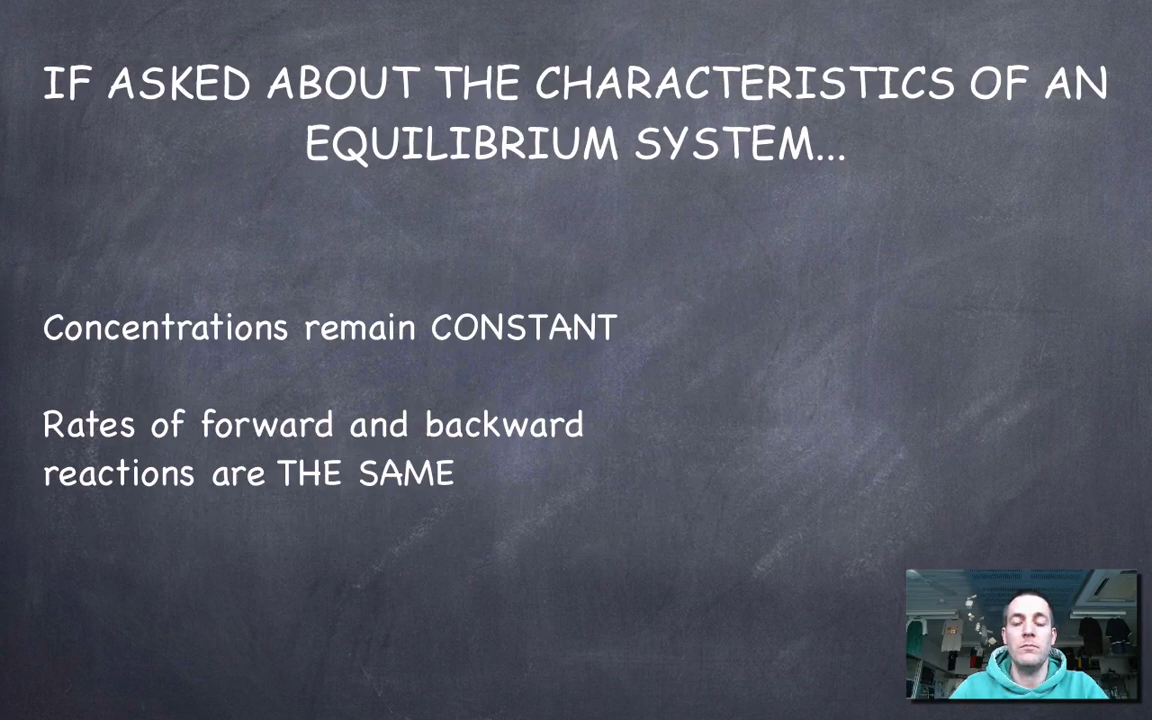 IF ASKED ABOUT THE CHARACTERISTICS OF AN
EQUILIBRIUM SYSTEM...
Concentrations remain CONSTANT
Rates of forward and backward
reactions are THE SAME